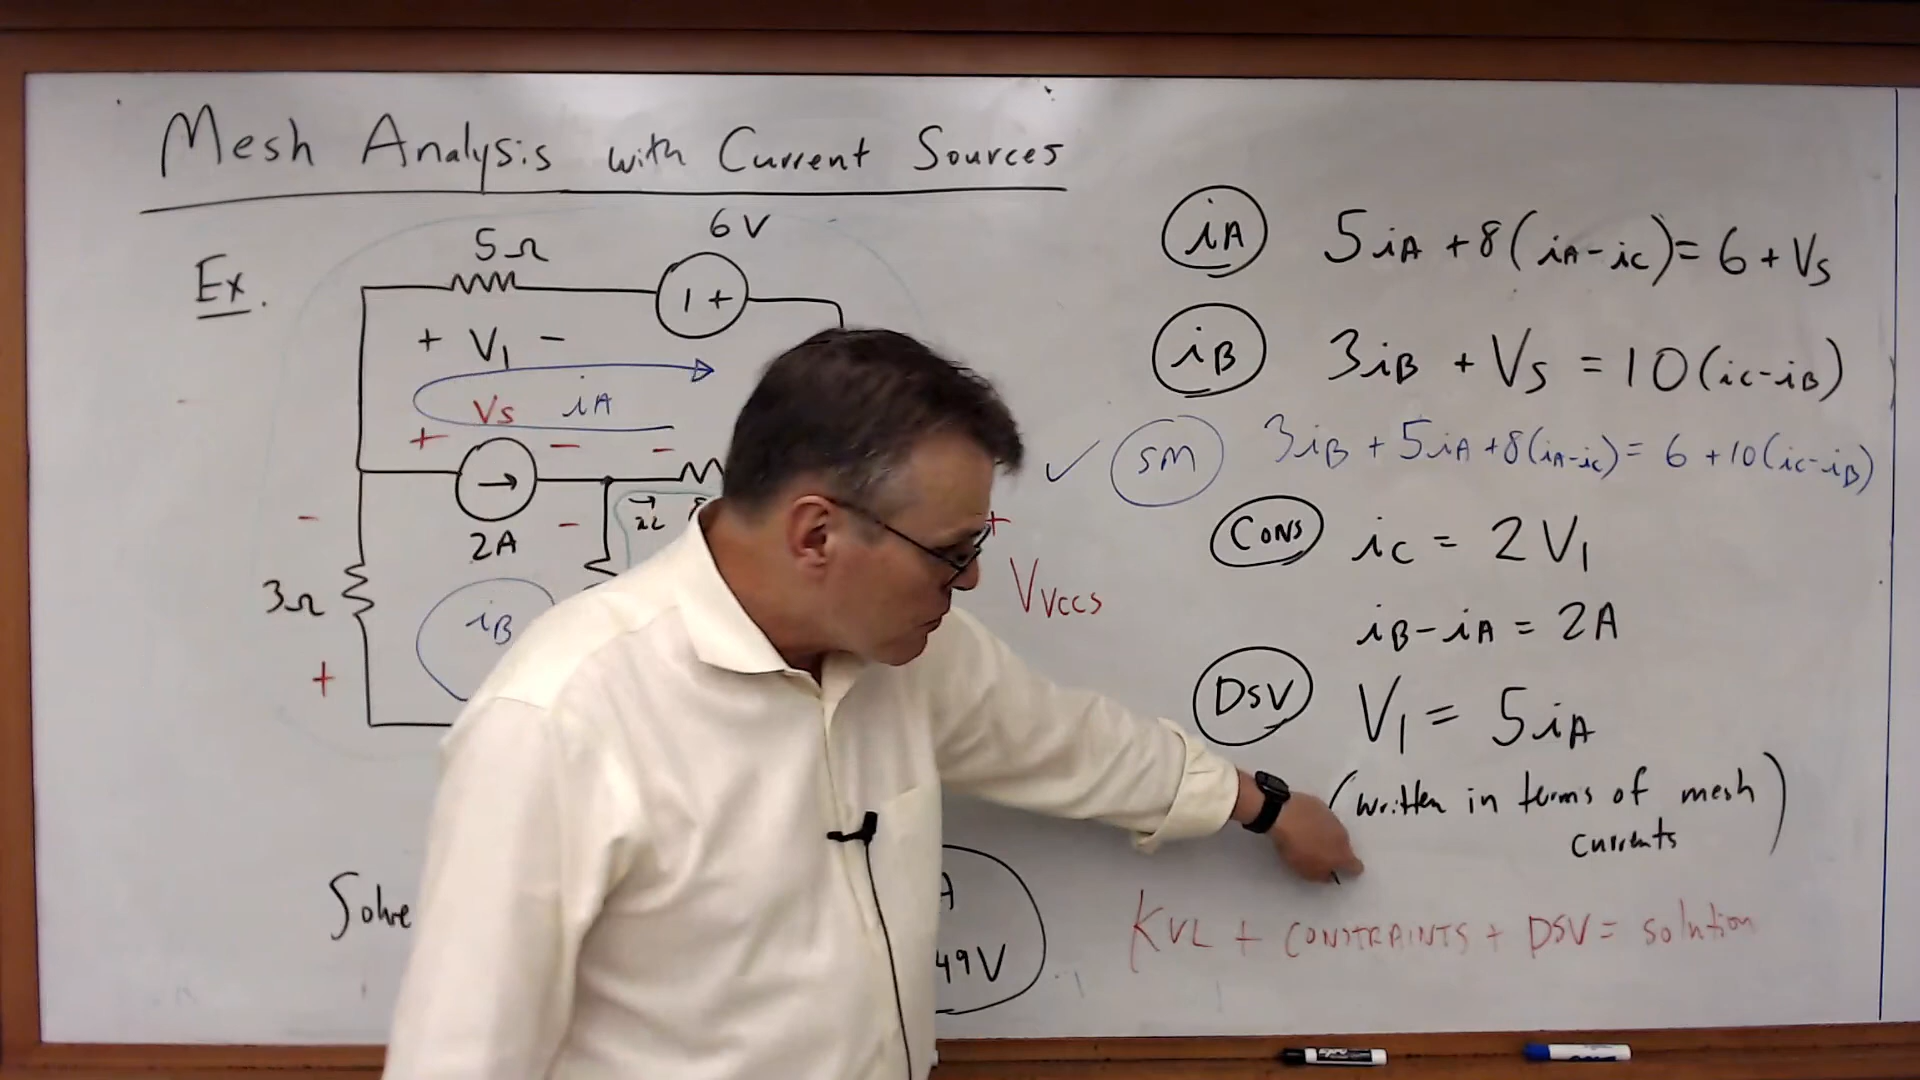 Mesh Analysis with Current Sources
Ex.
5Ω
6V
+ V1 -
- +
Vs iA
+ - -
2A
3Ω
- +
iB
iC
-
+
VVCCS
Solve
A
49V
iA 5iA + 8(iA-iC) = 6 + Vs
iB 3iB + Vs = 10(iC-iB)
✓ SM 3iB + 5iA + 8(iA-iC) = 6 + 10(iC-iB)
CONS iC = 2V1
iB - iA = 2A
DSV V1 = 5iA
(written in terms of mesh
currents)
KVL + CONSTRAINTS + DSV = solution